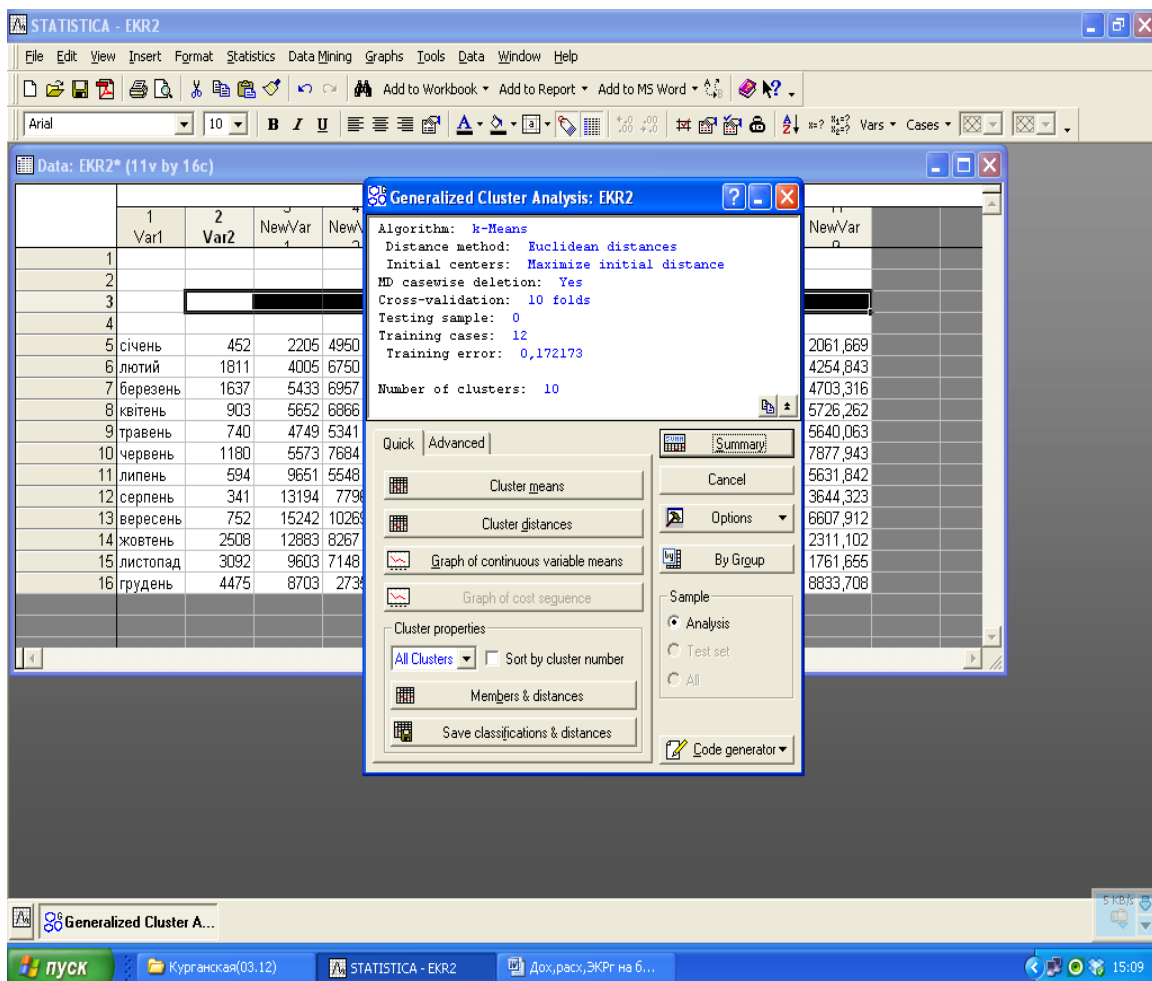 STATISTICA - EKR2
File Edit View Insert Format Statistics Data Mining Graphs Tools Data Window Help
Add to Workbook Add to Report Add to MS Word
Arial 10 B I U Vars Cases
Data: EKR2* (11v by 16c)
1 2
Var1 Var2 NewVar NewVar
1
2
3
4
5 січень 452 2205 4950 2061,669
6 лютий 1811 4005 6750 4254,843
7 березень 1637 5433 6957 4703,316
8 квітень 903 5652 6866 5726,262
9 травень 740 4749 5341 5640,063
10 червень 1180 5573 7684 7877,943
11 липень 594 9651 5548 5631,842
12 серпень 341 13194 3644,323
13 вересень 752 15242 6607,912
14 жовтень 2508 12883 8267 2311,102
15 листопад 3092 9603 7148 1761,655
16 грудень 4475 8703 8833,708
Generalized Cluster Analysis: EKR2
Algorithm: k-Means
Distance method: Euclidean distances
Initial centers: Maximize initial distance
MD casewise deletion: Yes
Cross-validation: 10 folds
Testing sample: 0
Training cases: 12
Training error: 0,172173
Number of clusters: 10
Quick Advanced
Cluster means
Cluster distances
Graph of continuous variable means
Graph of cost sequence
Cluster properties
All Clusters Sort by cluster number
Members & distances
Save classifications & distances
Summary
Cancel
Options
By Group
Sample
Analysis
Test set
All
Code generator
5 KB/s
Generalized Cluster A...
пуск Курганская(03.12) STATISTICA - EKR2 Дох,расх,ЭКРг на б... 15:09